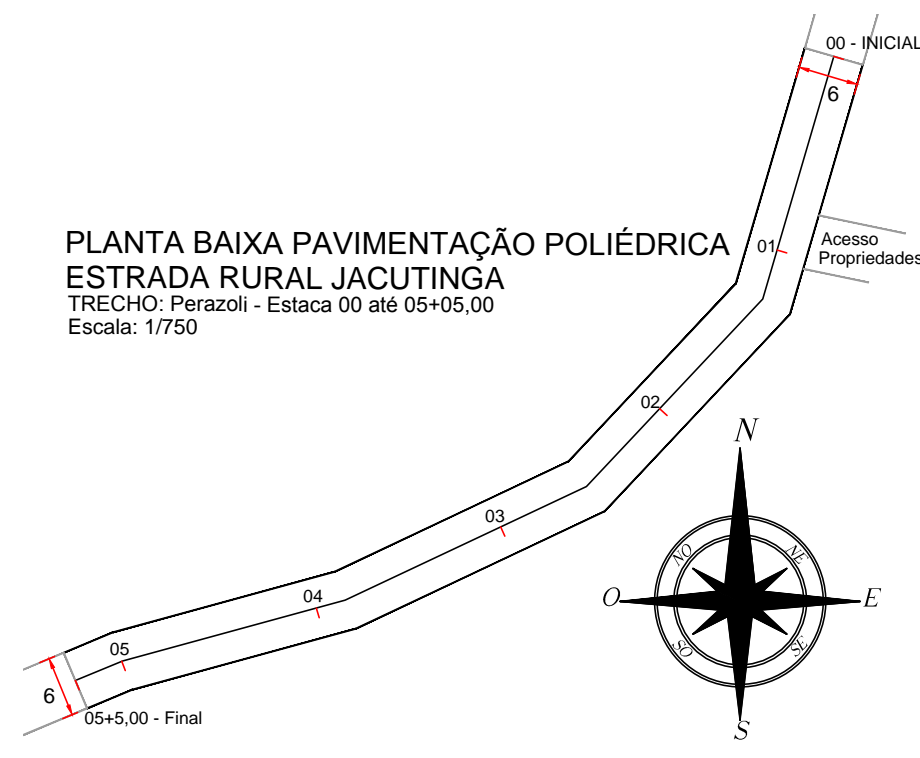 00 - INICIAL
6
PLANTA BAIXA PAVIMENTAÇÃO POLIÉDRICA
ESTRADA RURAL JACUTINGA
TRECHO: Perazoli - Estaca 00 até 05+05,00
Escala: 1/750
01
Acesso
Propriedades
02
03
04
05
6
05+5,00 - Final
N
NO
NE
O
E
SO
SE
S